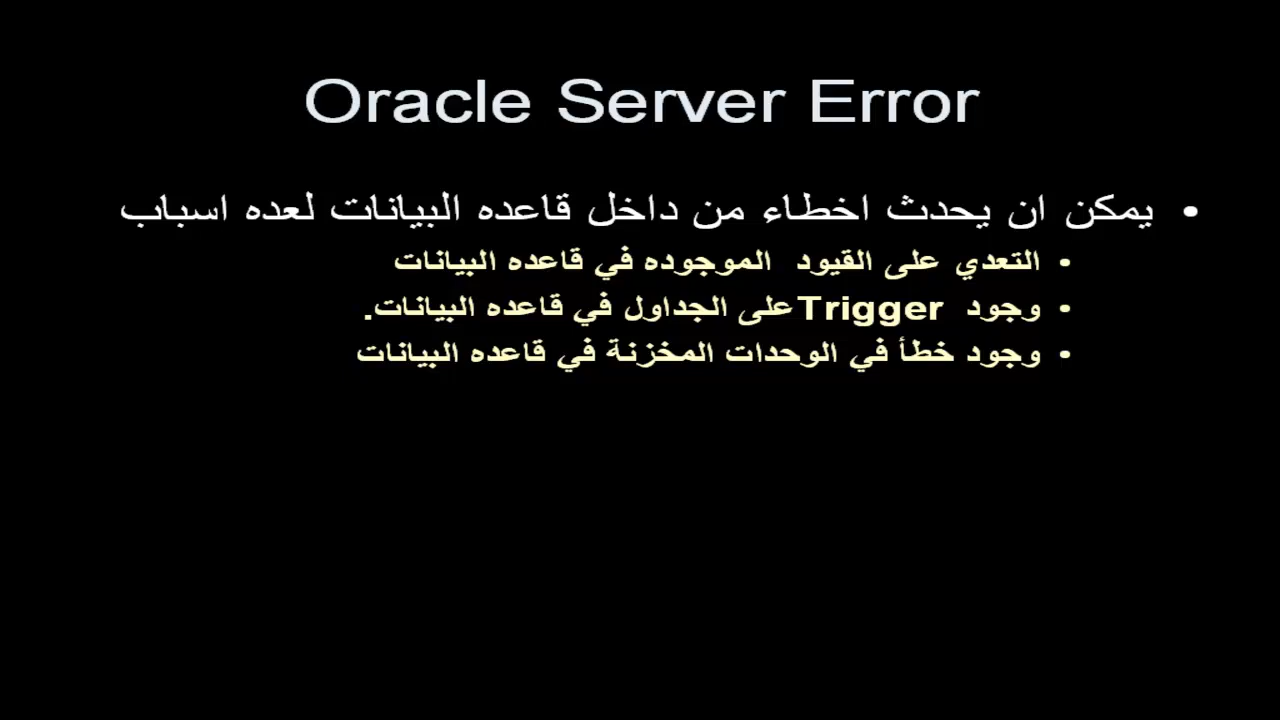 Oracle Server Error
• يمكن ان يحدث اخطاء من داخل قاعده البيانات لعده اسباب
• التعدي على القيود الموجوده في قاعده البيانات
• وجود Trigger على الجداول في قاعده البيانات.
• وجود خطأ في الوحدات المخزنة في قاعده البيانات